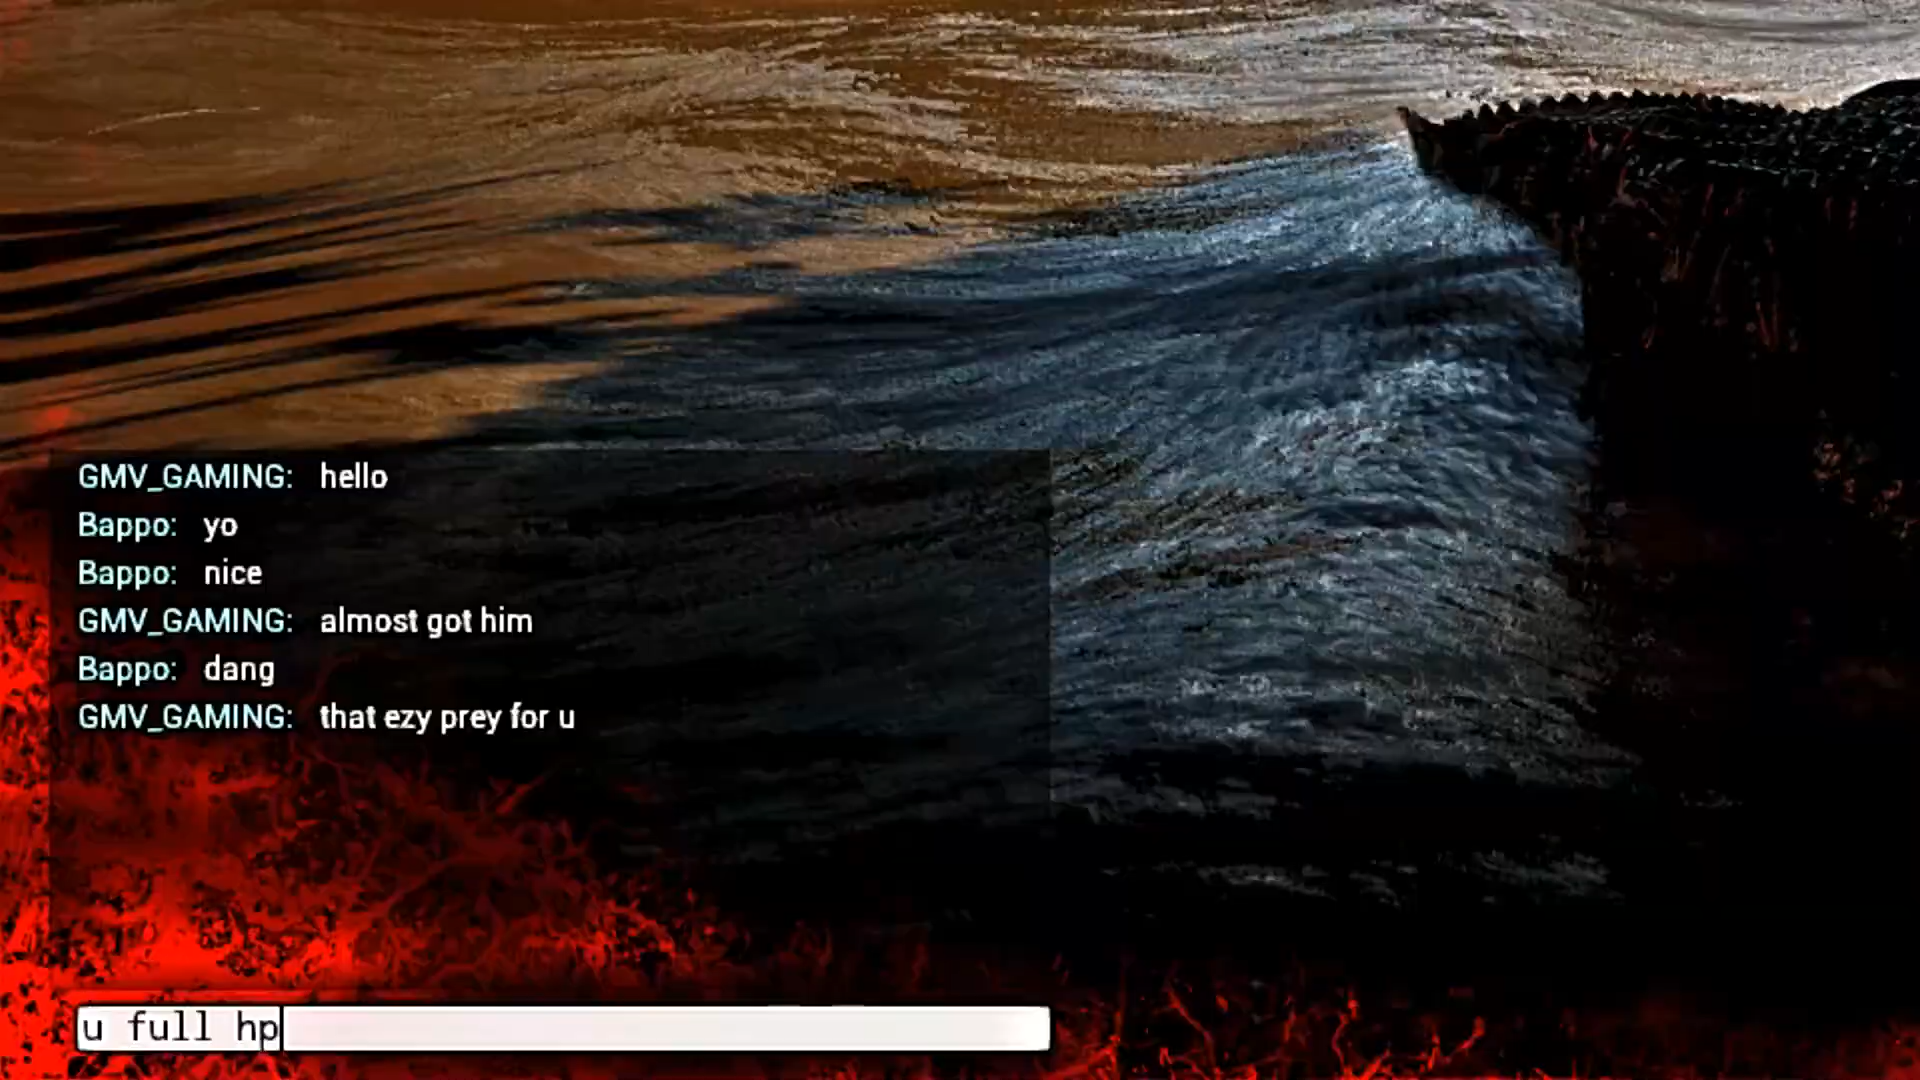 GMV_GAMING: hello
Bappo: yo
Bappo: nice
GMV_GAMING: almost got him
Bappo: dang
GMV_GAMING: that ezy prey for u
u full hp